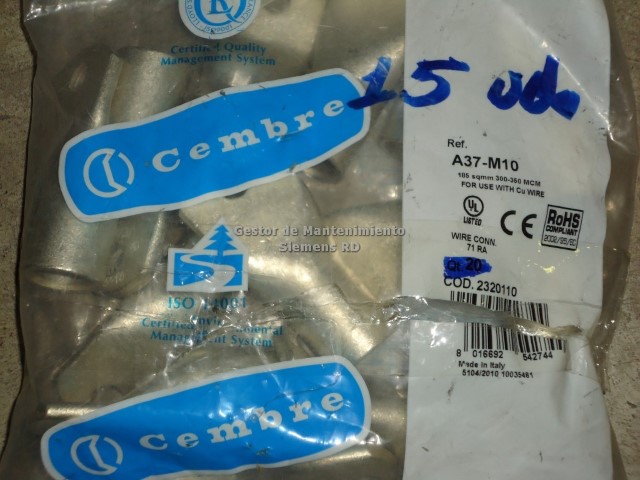 Certified Quality
Management System
cembre
15 uds
Ref.
A37-M10
185 sqmm 300-350 MCM
FOR USE WITH Cu WIRE
UL
LISTED
CE
RoHS
COMPLIANT
2002/95/EC
WIRE CONN.
71 RA
Qt 20
COD. 2320110
8 016692 542744
Made in Italy
5104/2010 10035481
Gestor de Mantenimiento
Siemens RD
ISO 14001
Certified Environmental
Management System
cembre